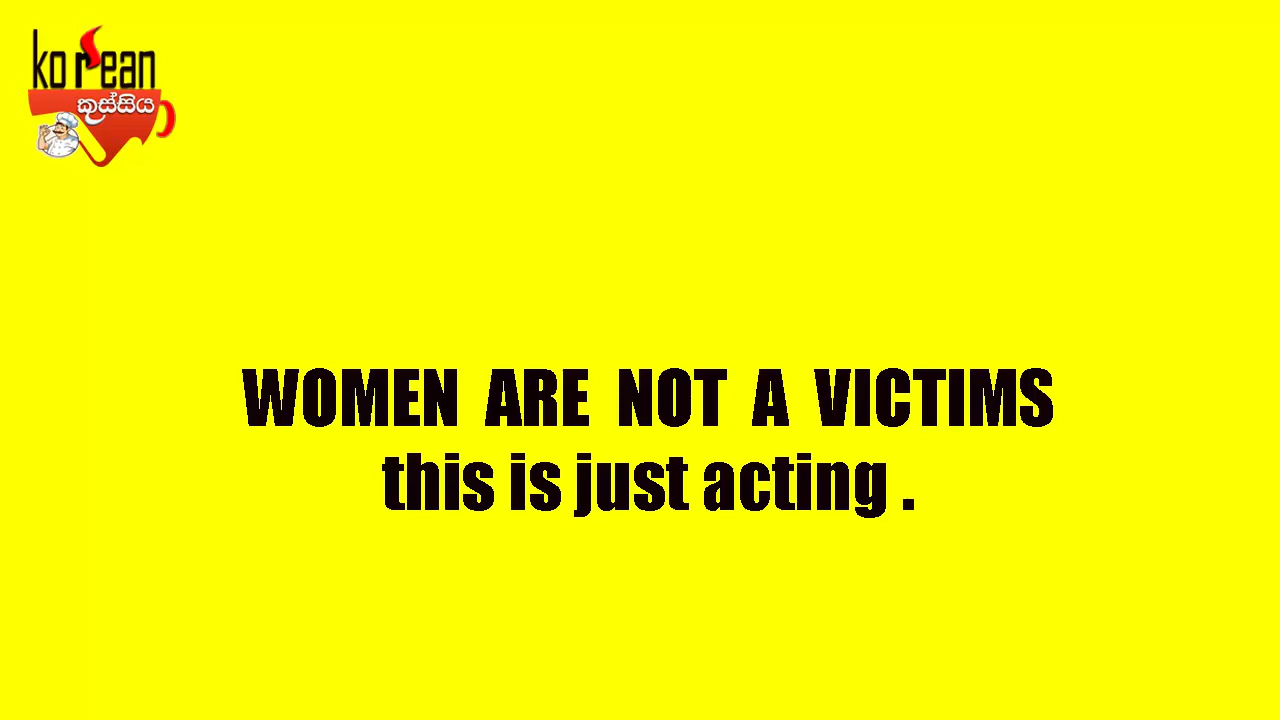 korean
කුස්සිය
WOMEN ARE NOT A VICTIMS
this is just acting .